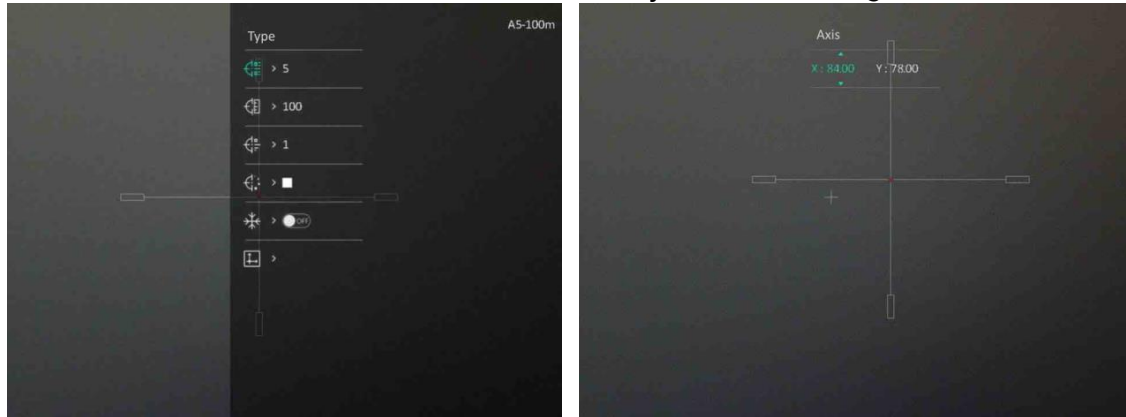 A5-100m
Type
> 5
> 100
> 1
>
> OFF
>
Axis
X : 84.00 Y : 78.00